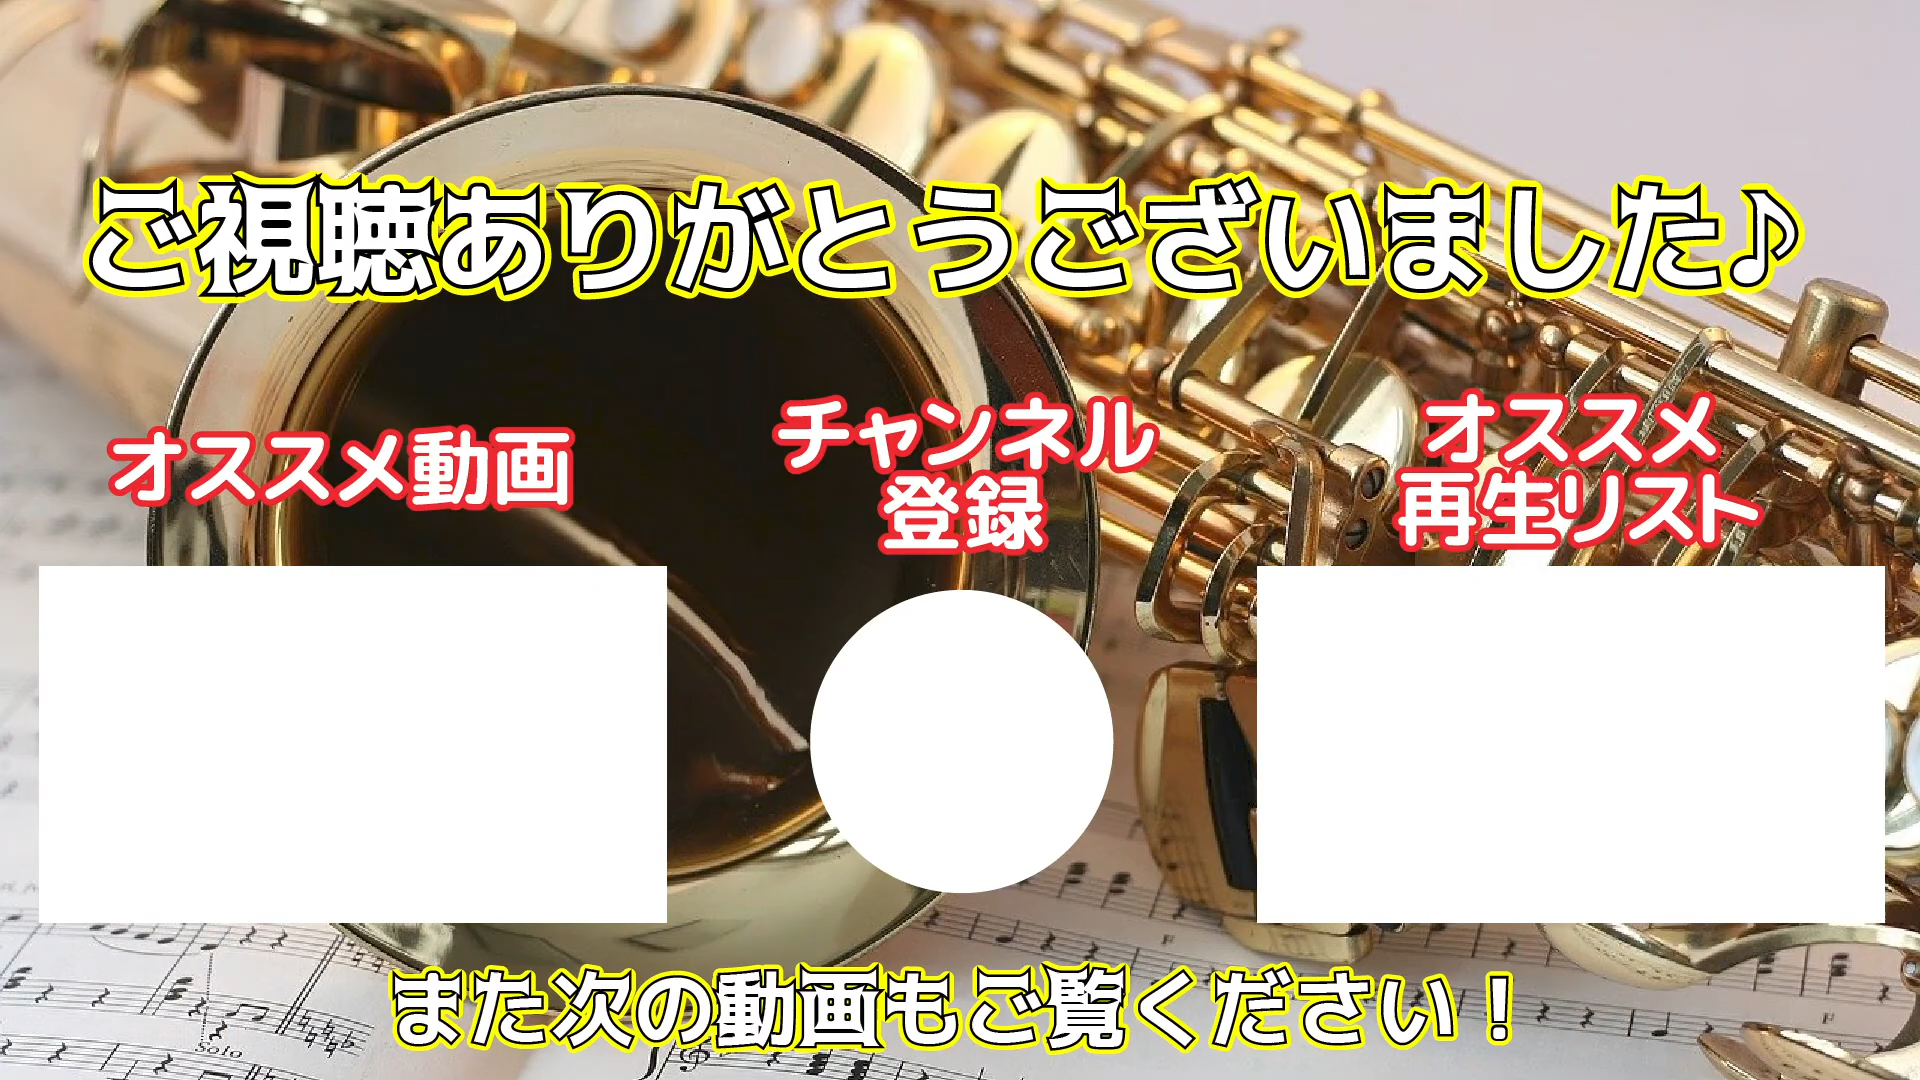 ご視聴ありがとうございました♪
オススメ動画
チャンネル
登録
オススメ
再生リスト
F
Solo
F
また次の動画もご覧ください！